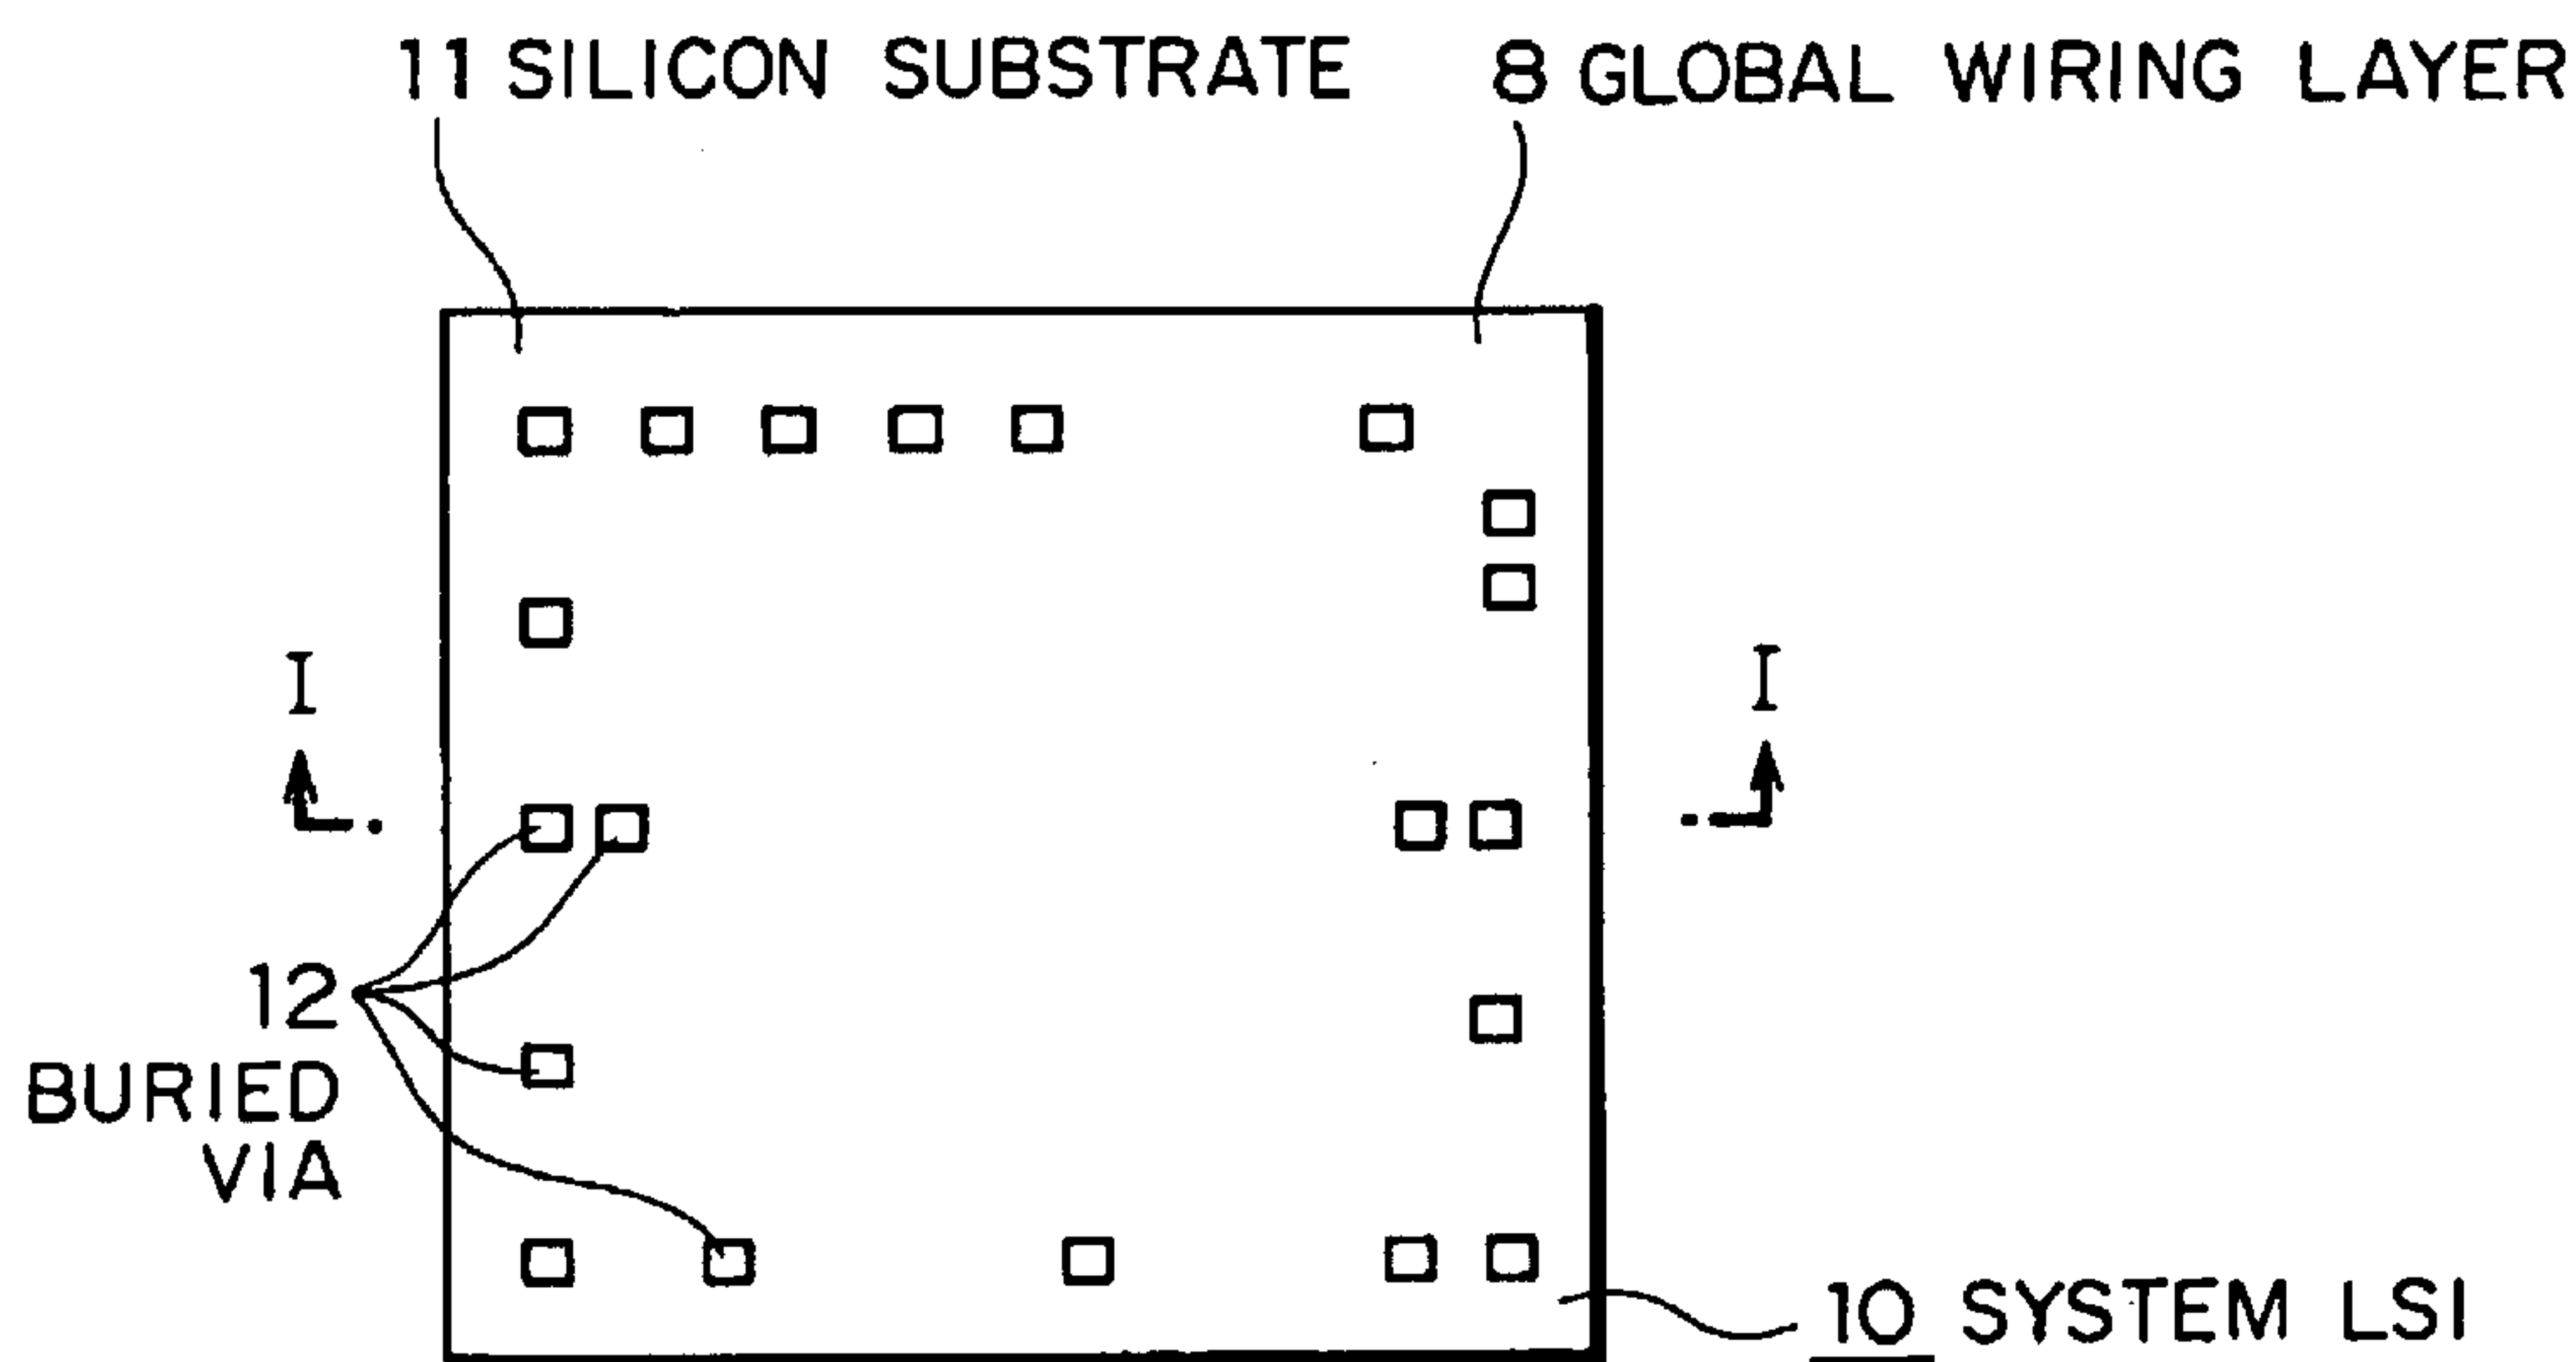 11 SILICON SUBSTRATE
8 GLOBAL WIRING LAYER
I
I
12
BURIED
VIA
10 SYSTEM LSI